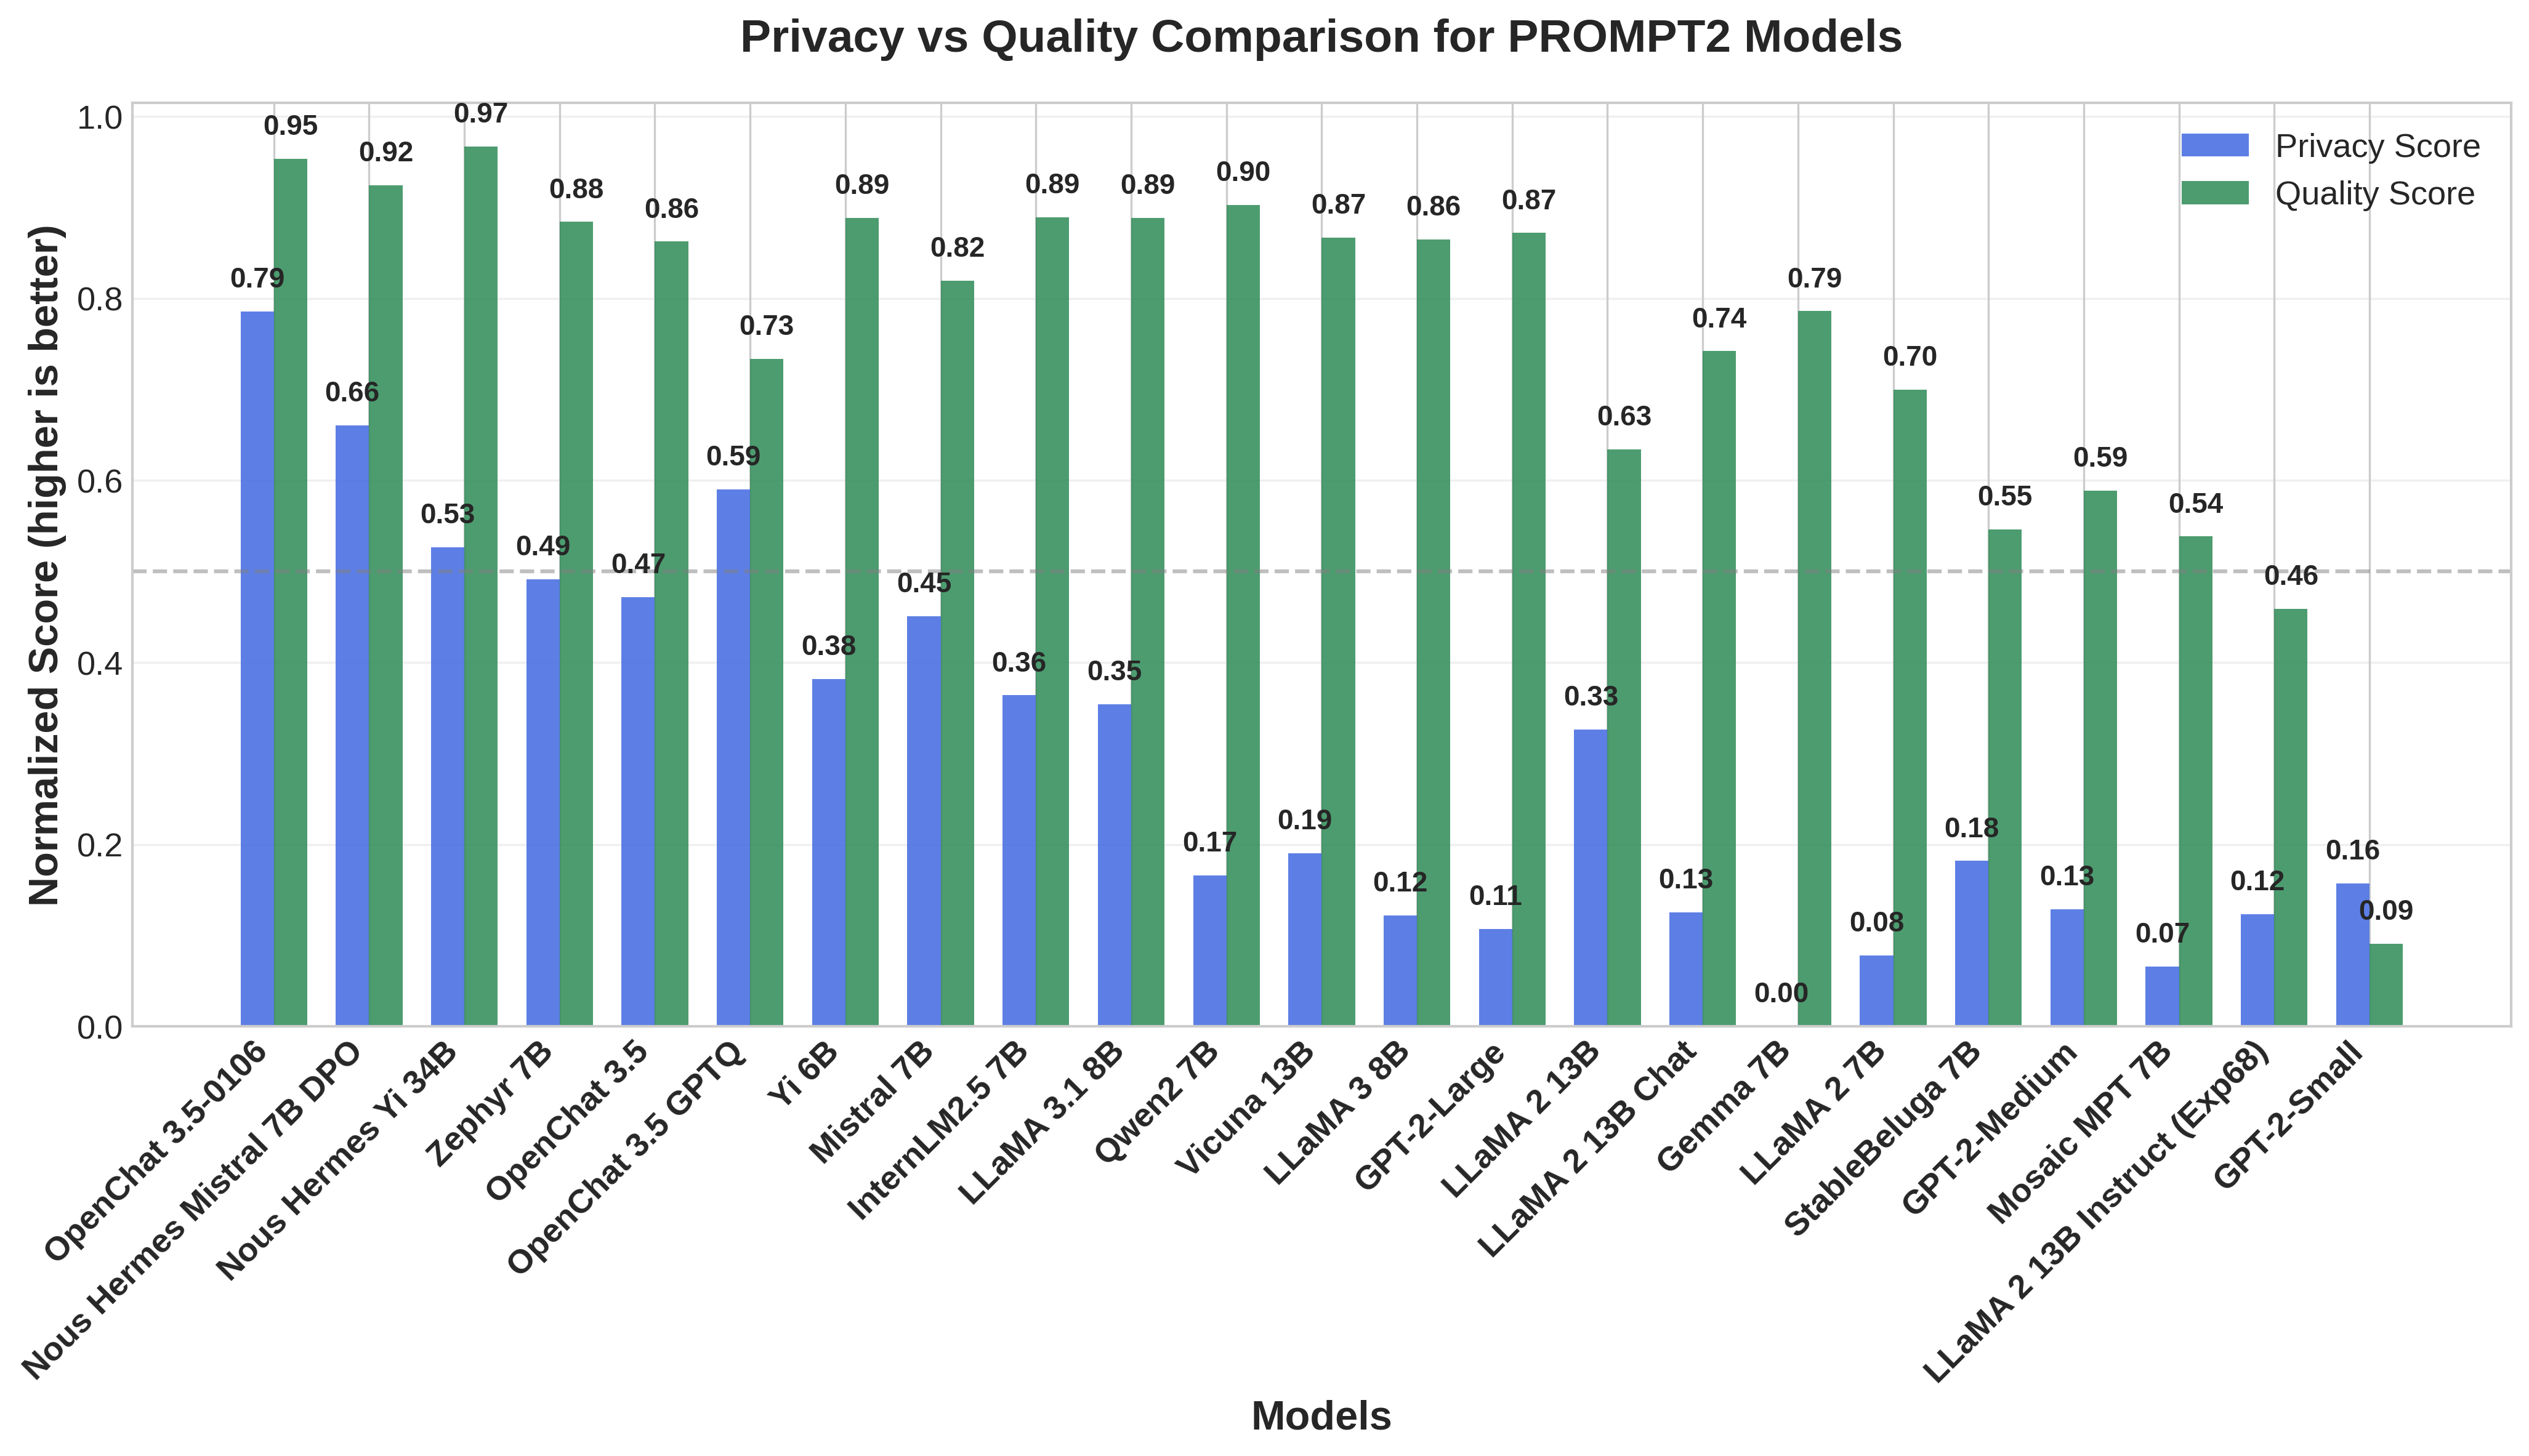 Privacy vs Quality Comparison for PROMPT2 Models
Normalized Score (higher is better)
1.0
0.8
0.6
0.4
0.2
0.0
Privacy Score
Quality Score
0.79
0.95
0.66
0.92
0.53
0.97
0.49
0.88
0.47
0.86
0.59
0.73
0.38
0.89
0.45
0.82
0.36
0.89
0.35
0.89
0.17
0.90
0.19
0.87
0.12
0.86
0.11
0.87
0.33
0.63
0.13
0.74
0.00
0.79
0.08
0.70
0.18
0.55
0.13
0.59
0.07
0.54
0.12
0.46
0.16
0.09
OpenChat 3.5-0106
Nous Hermes Mistral 7B DPO
Nous Hermes Yi 34B
Zephyr 7B
OpenChat 3.5
OpenChat 3.5 GPTQ
Yi 6B
Mistral 7B
InternLM2.5 7B
LLaMA 3.1 8B
Qwen2 7B
Vicuna 13B
LLaMA 3 8B
GPT-2-Large
LLaMA 2 13B
LLaMA 2 13B Chat
Gemma 7B
LLaMA 2 7B
StableBeluga 7B
GPT-2-Medium
Mosaic MPT 7B
LLaMA 2 13B Instruct (Exp68)
GPT-2-Small
Models